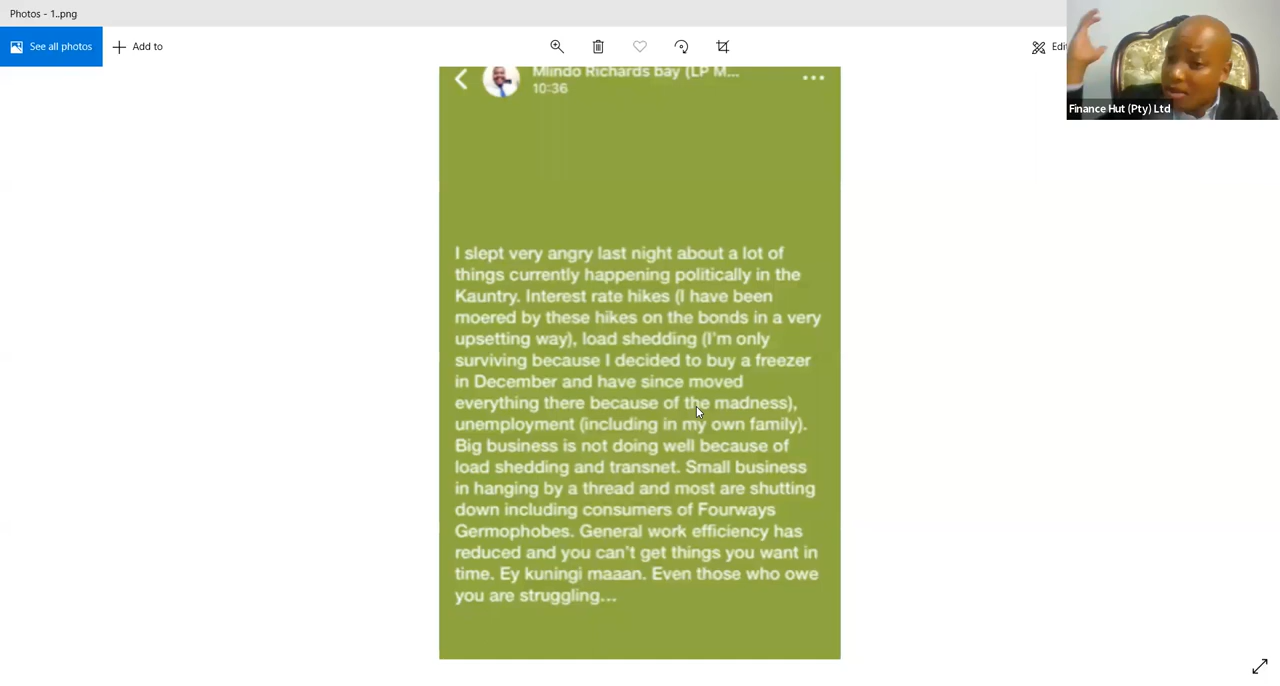 Photos - 1..png
See all photos
Add to
Finance Hut (Pty) Ltd
Mlindo Richards bay (LP M...
10:36
I slept very angry last night about a lot of
things currently happening politically in the
Kauntry. Interest rate hikes (I have been
moered by these hikes on the bonds in a very
upsetting way), load shedding (I'm only
surviving because I decided to buy a freezer
in December and have since moved
everything there because of the madness),
unemployment (including in my own family).
Big business is not doing well because of
load shedding and transnet. Small business
in hanging by a thread and most are shutting
down including consumers of Fourways
Germophobes. General work efficiency has
reduced and you can't get things you want in
time. Ey kuningi maaan. Even those who owe
you are struggling...